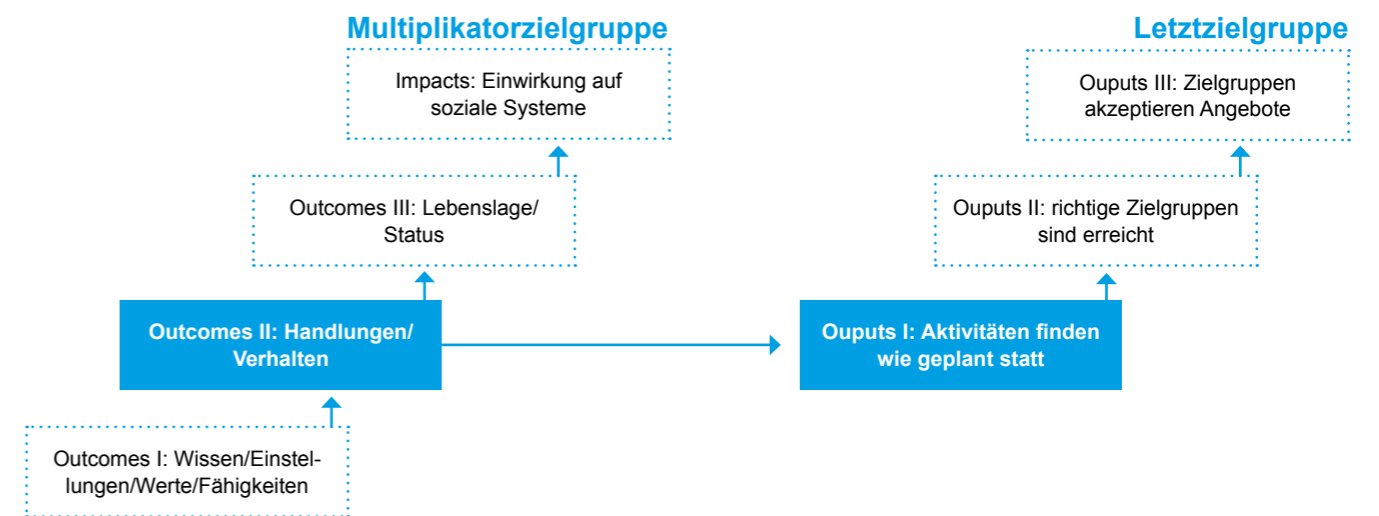 Multiplikatorzielgruppe
Letztzielgruppe
Impacts: Einwirkung auf
soziale Systeme
Ouputs III: Zielgruppen
akzeptieren Angebote
Outcomes III: Lebenslage/
Status
Ouputs II: richtige Zielgruppen
sind erreicht
Outcomes II: Handlungen/
Verhalten
Ouputs I: Aktivitäten finden
wie geplant statt
Outcomes I: Wissen/Einstel-
lungen/Werte/Fähigkeiten